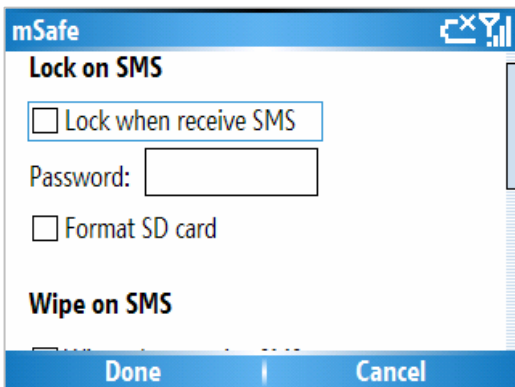 mSafe
Lock on SMS
Lock when receive SMS
Password:
Format SD card
Wipe on SMS
Done Cancel